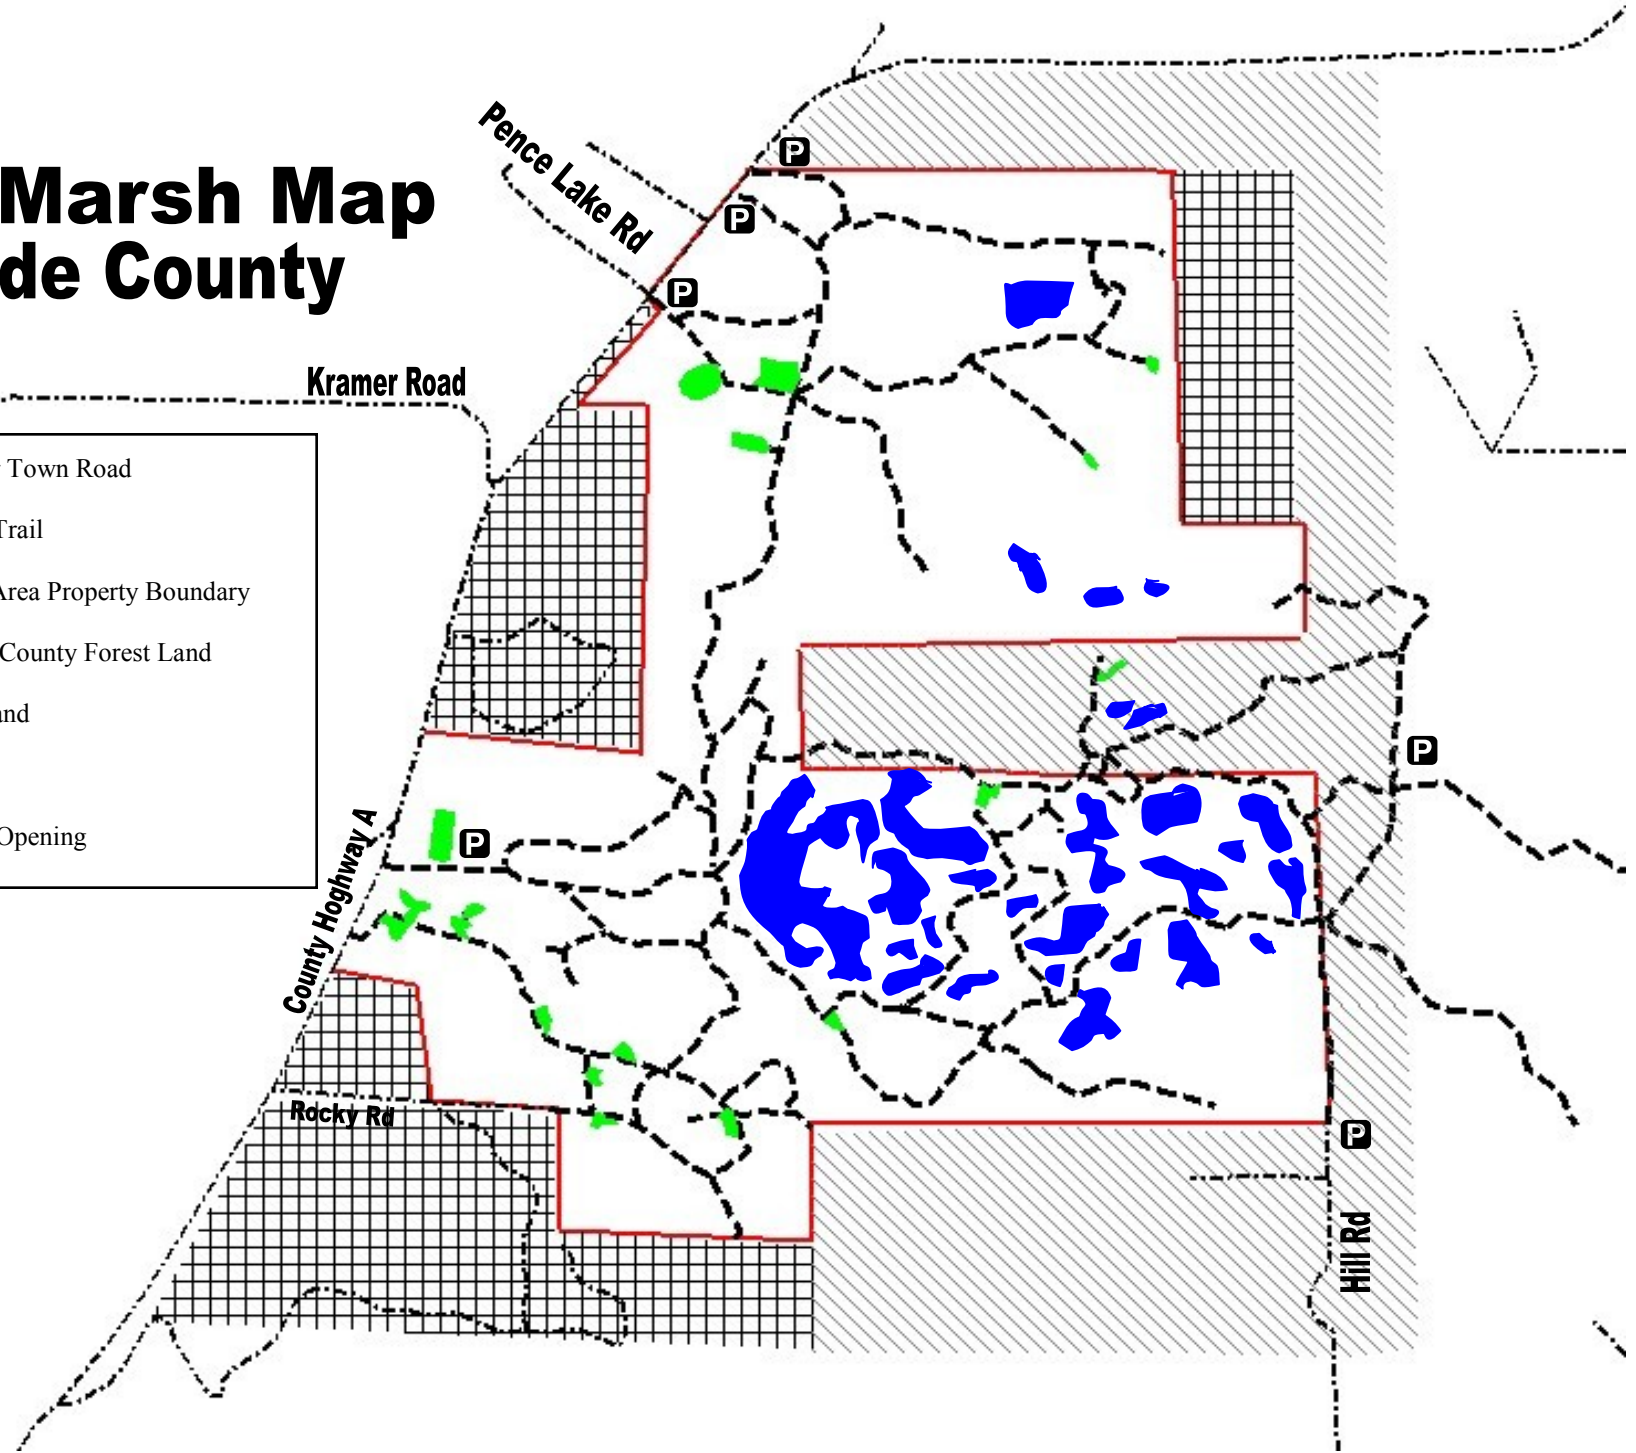 Marsh Map
de County
Pence Lake Rd
P
P
P
Kramer Road
Town Road
Trail
Area Property Boundary
County Forest Land
and
Opening
P
P
County Hoghway A
Rocky Rd
P
Hill Rd